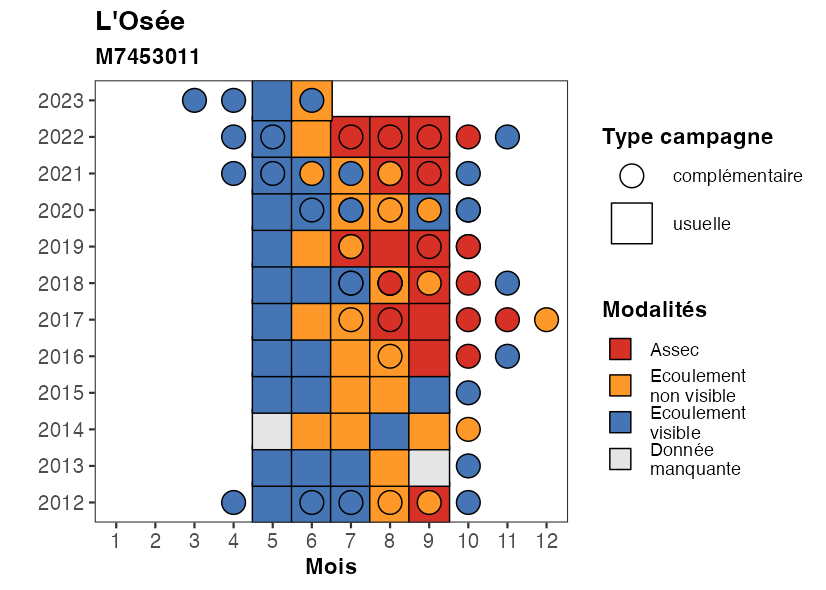 L'Osée
M7453011
2023
2022
2021
2020
2019
2018
2017
2016
2015
2014
2013
2012
1 2 3 4 5 6 7 8 9 10 11 12
Mois
Type campagne
complémentaire
usuelle
Modalités
Assec
Ecoulement
non visible
Ecoulement
visible
Donnée
manquante